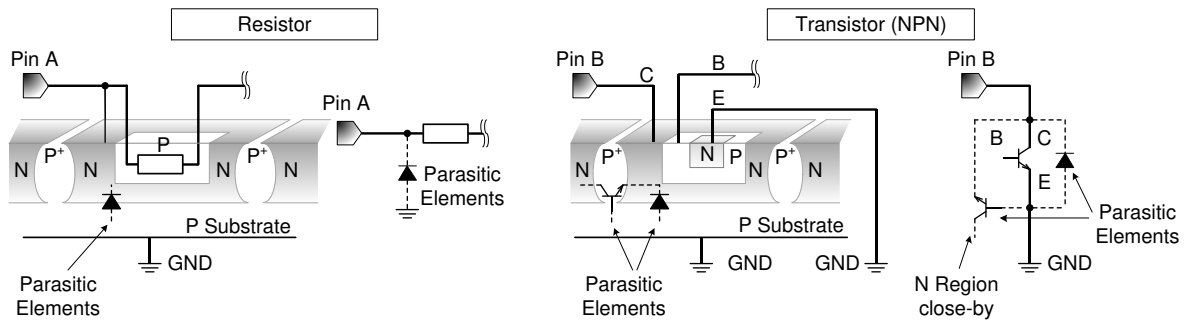 Resistor
Transistor (NPN)
Pin A
Pin A
N
P+
N
P
N
P+
N
Parasitic
Elements
P Substrate
GND
Parasitic
Elements
Pin B
C
B
E
N
P+
N
N
P
N
P+
N
P Substrate
GND
GND
Parasitic
Elements
Pin B
B
C
E
Parasitic
Elements
GND
N Region
close-by